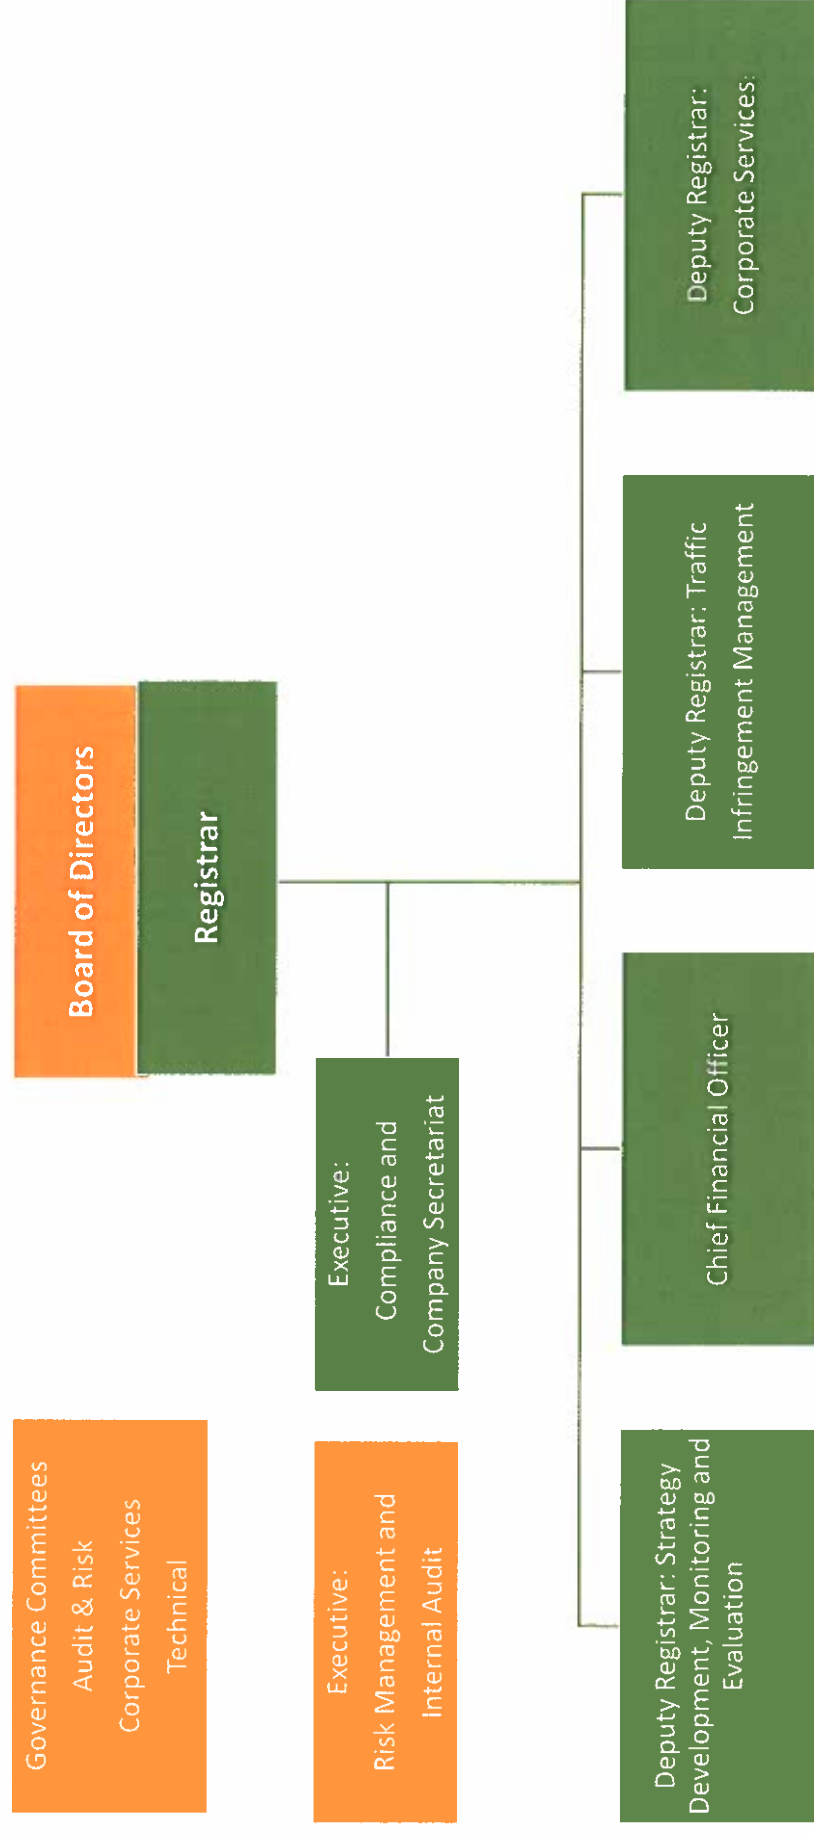 Governance Committees
Audit & Risk
Corporate Services
Technical
Board of Directors
Registrar
Executive:
Risk Management and
Internal Audit
Executive:
Compliance and
Company Secretariat
Deputy Registrar: Strategy
Development, Monitoring and
Evaluation
Chief Financial Officer
Deputy Registrar: Traffic
Infringement Management
Deputy Registrar:
Corporate Services